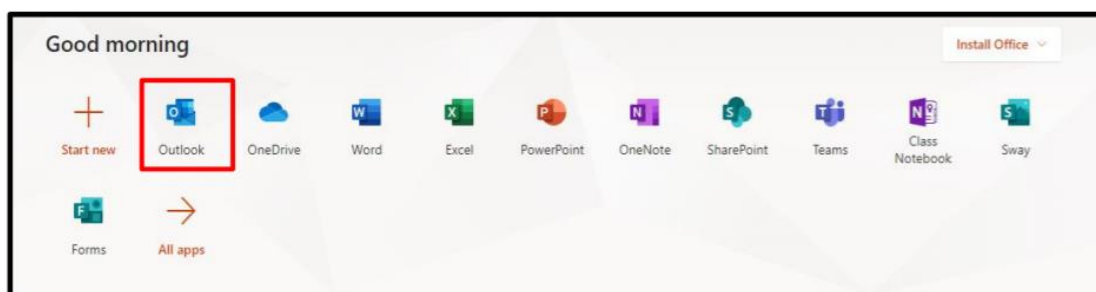 Good morning
Install Office
Start new
Outlook
OneDrive
Word
Excel
PowerPoint
OneNote
SharePoint
Teams
Class
Notebook
Sway
Forms
All apps